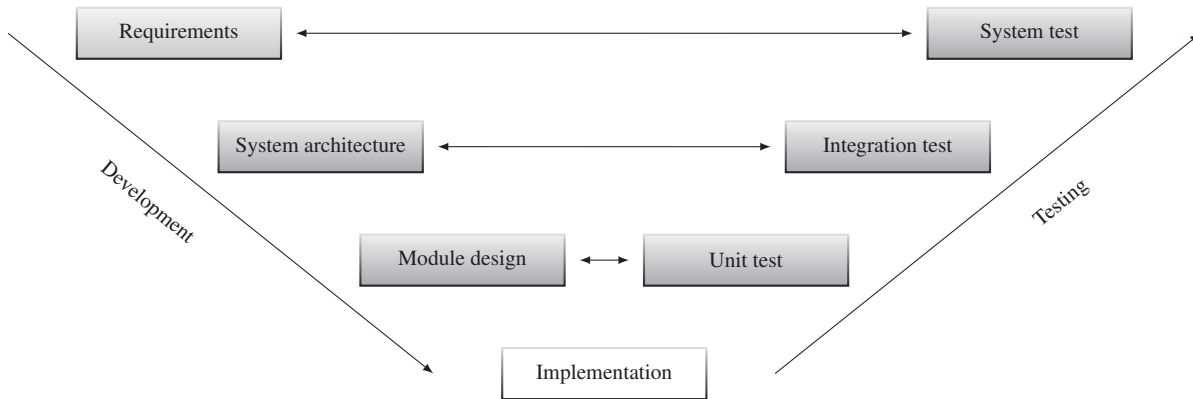 Requirements
System test
System architecture
Integration test
Development
Testing
Module design
Unit test
Implementation